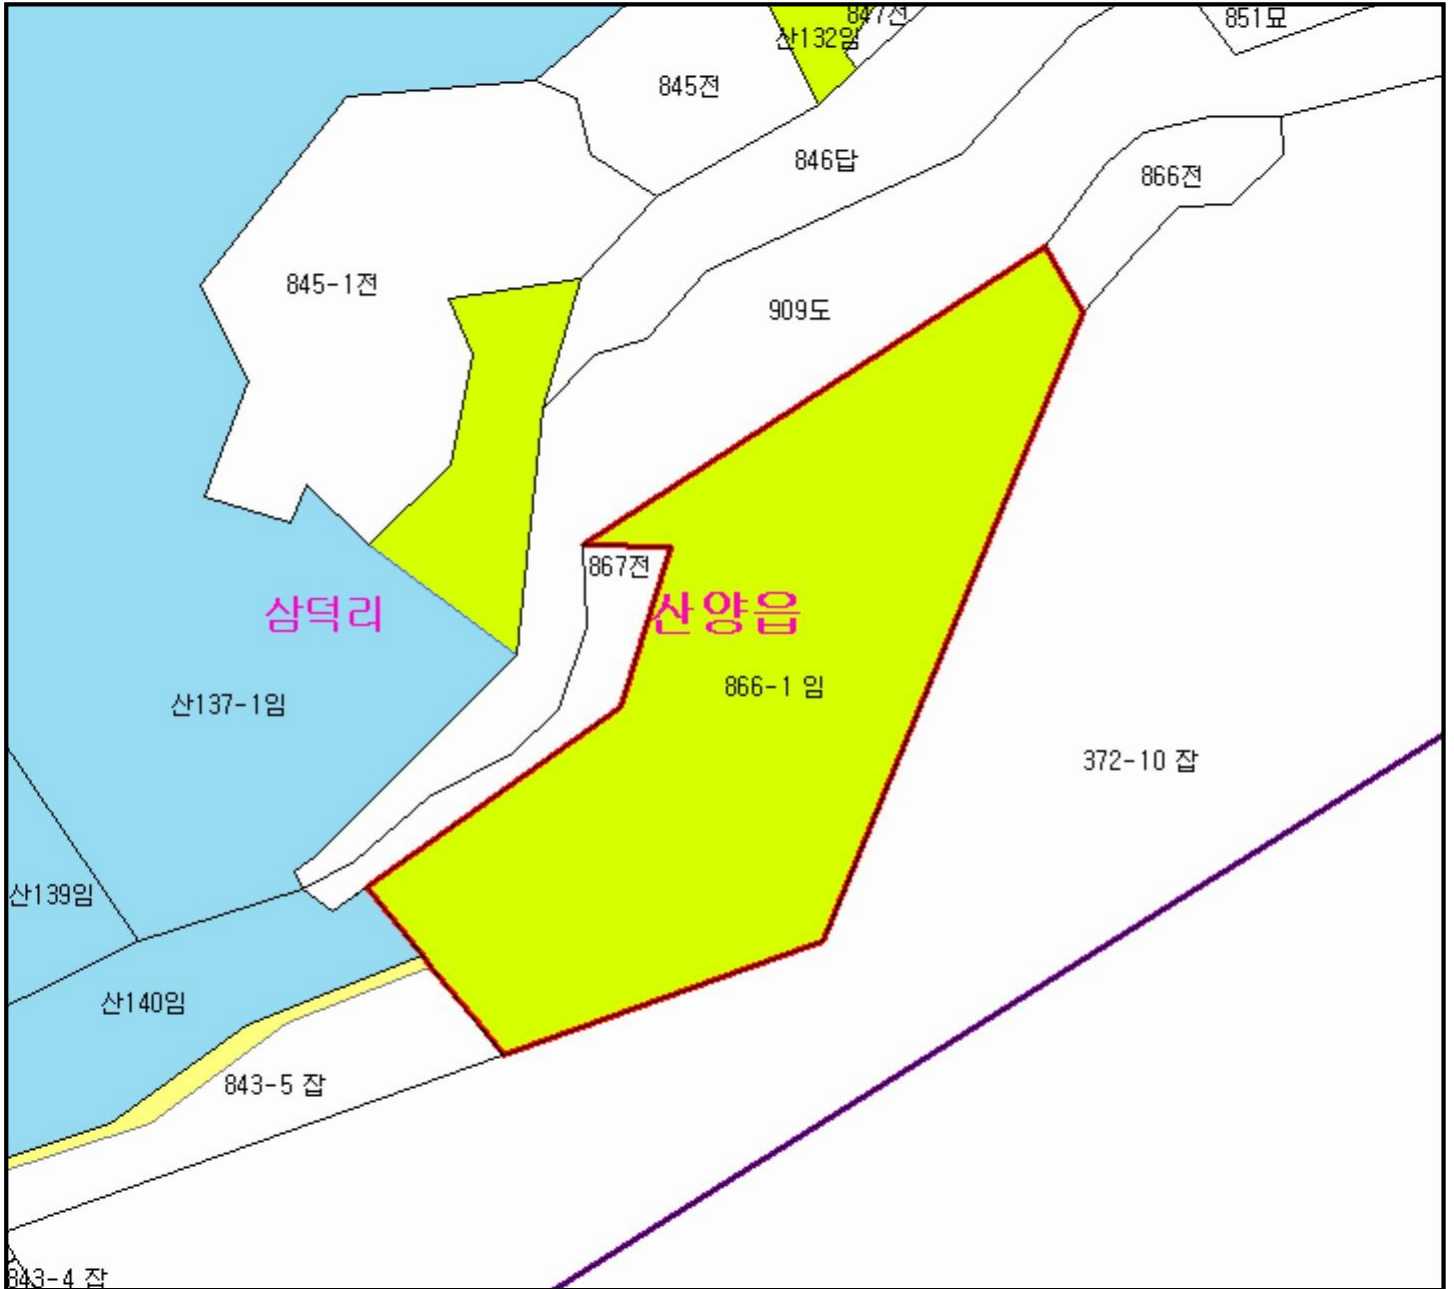 847전
851묘
산132임
845전
846답
866전
845-1전
909도
867전
삼덕리
산양읍
866-1 임
산137-1임
372-10 잡
산139임
산140임
843-5 잡
843-4 잡